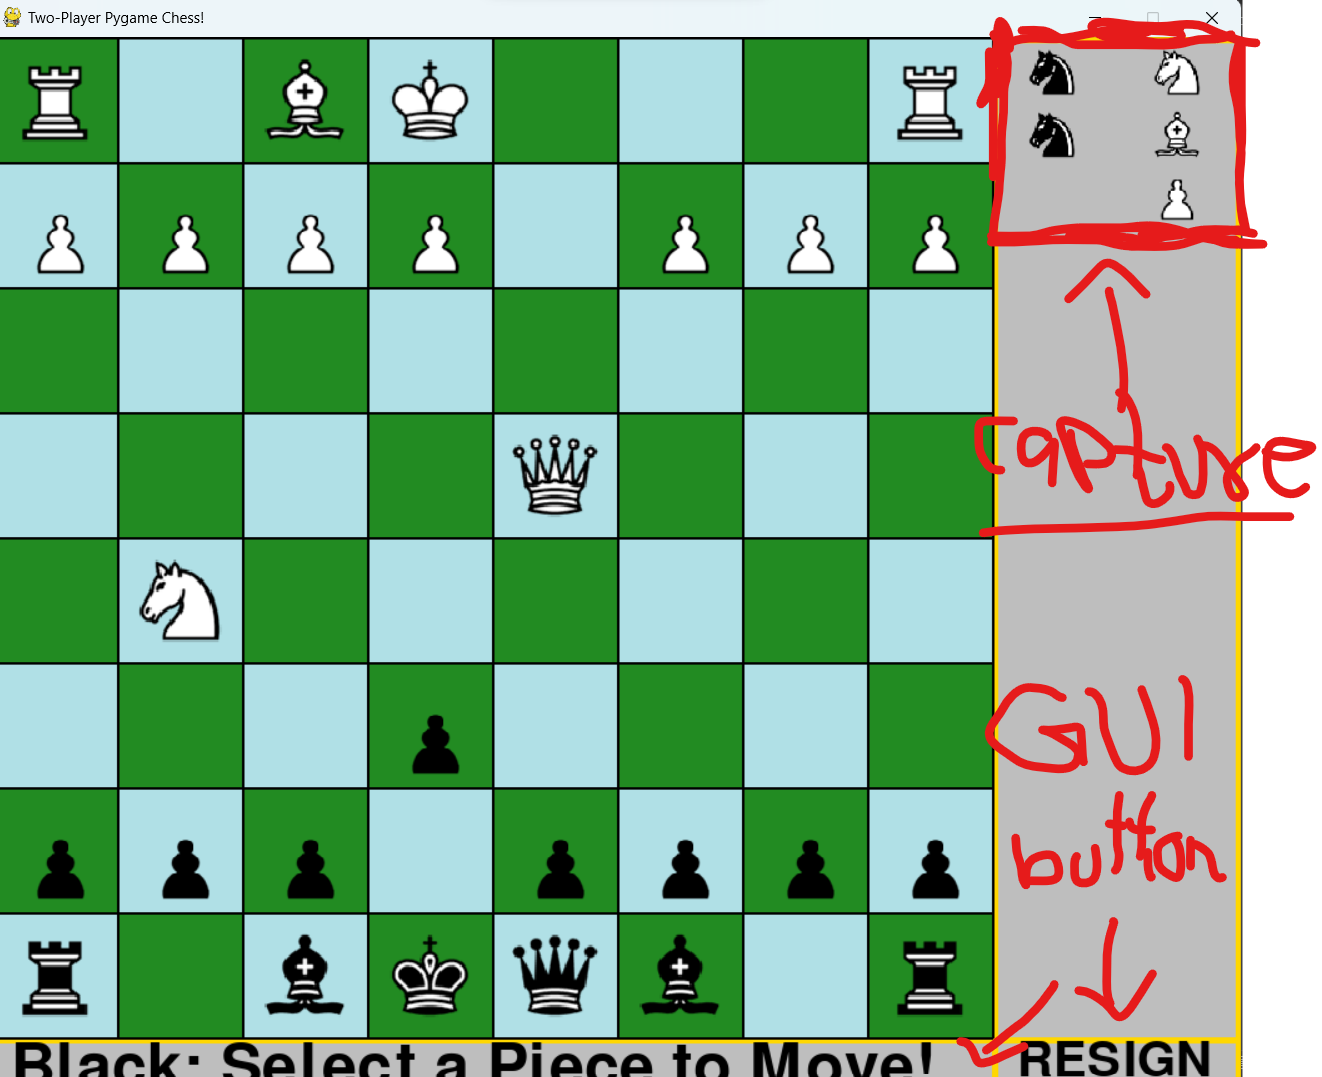 Two-Player Pygame Chess!
capture
GUI
button
Black: Select a Piece to Move!
RESIGN